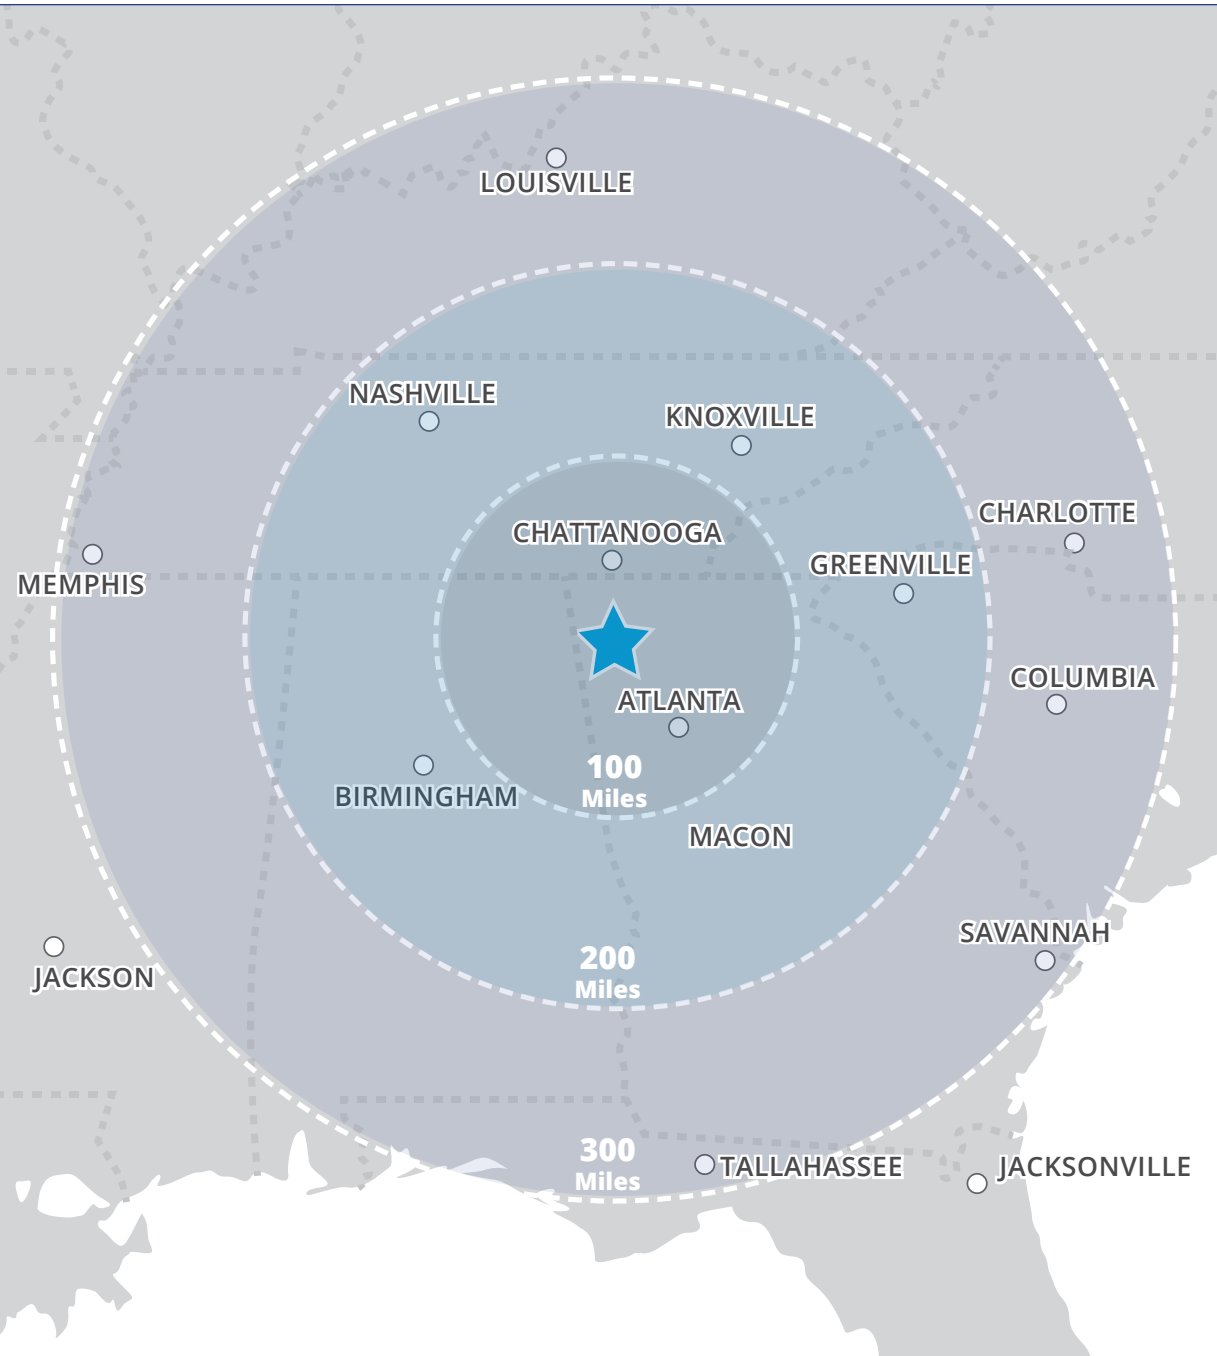 LOUISVILLE
NASHVILLE
KNOXVILLE
CHARLOTTE
CHATTANOOGA
GREENVILLE
MEMPHIS
COLUMBIA
ATLANTA
100
Miles
BIRMINGHAM
MACON
SAVANNAH
200
Miles
JACKSON
300
Miles
TALLAHASSEE
JACKSONVILLE